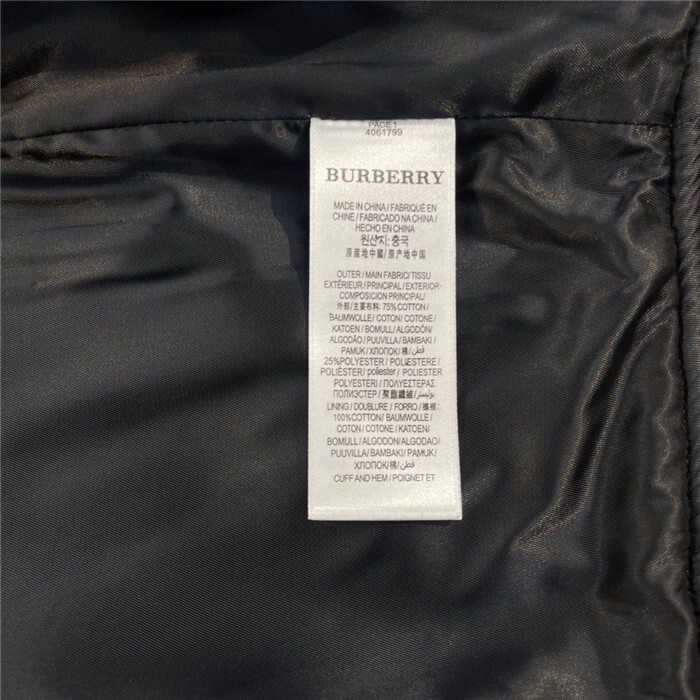 PAGE 1
4061799
BURBERRY
MADE IN CHINA / FABRIQUÉ EN
CHINE / FABRICADO NA CHINA /
HECHO EN CHINA
원산지: 중국
原産地中國 / 原产地中国
OUTER / MAIN FABRIC / TISSU
EXTÉRIEUR / PRINCIPAL / EXTERIOR-
COMPOSICION PRINCIPAL /
外部/主要布料: 75% COTTON /
BAUMWOLLE / COTON / COTONE /
KATOEN / BOMULL / ALGODÓN/
ALGODÃO / PUUVILLA / BAMBAKI /
PAMUK / ХЛОПОК / 棉 / قطن /
25%POLYESTER / POLIESTERE /
POLIÉSTER / poliester / POLIESTER
POLYESTERI / ΠΟΛΥΕΣΤΕΡΑΣ
ПОЛИЭСТЕР / 聚酯纖維 / بوليستر/
LINING / DOUBLURE / FORRO / 襯裡:
100%COTTON / BAUMWOLLE /
COTON / COTONE / KATOEN/
BOMULL / ALGODON/ALGODAO /
PUUVILLA / BAMBAKI / PAMUK /
ХЛОПОК/棉/قطن/
CUFF AND HEM / POIGNET ET